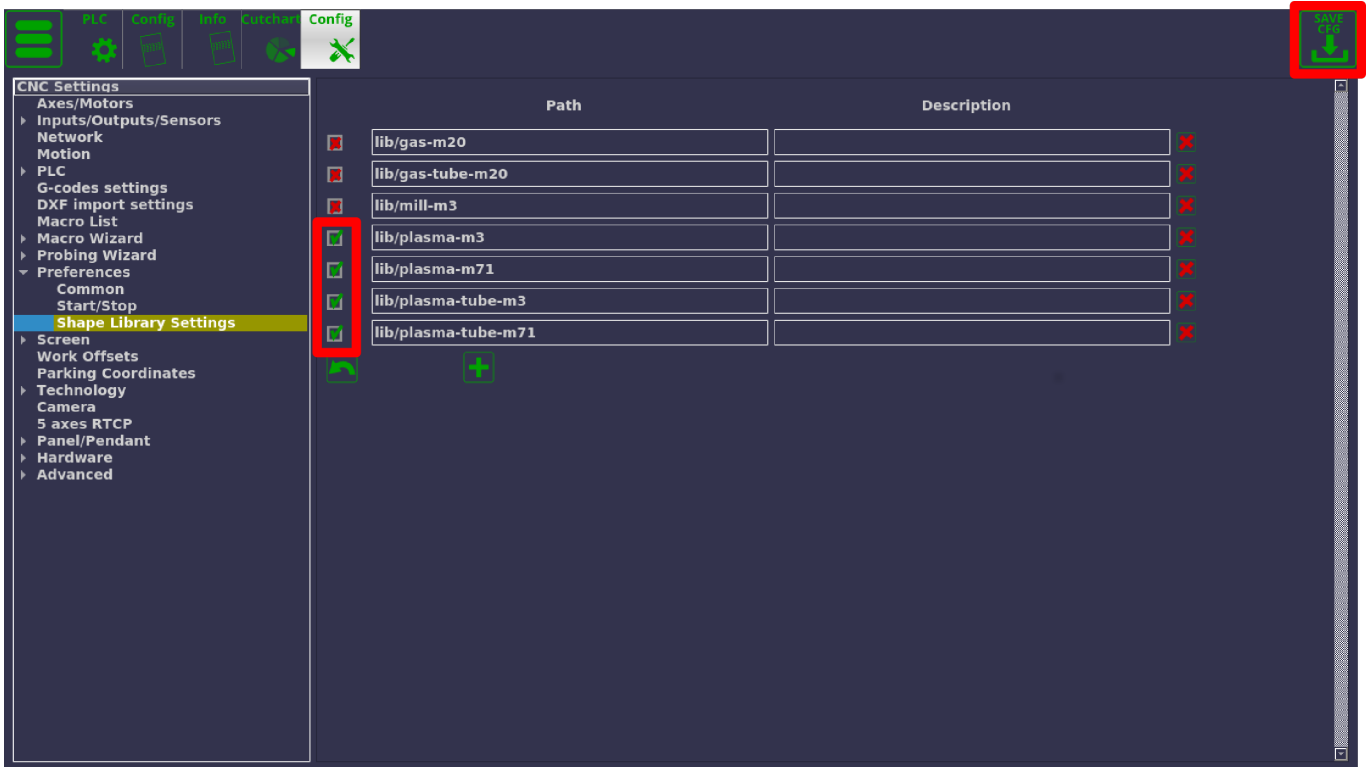 PLC Config Info Cutchart Config
SAVE
CFG
CNC Settings
Axes/Motors
Inputs/Outputs/Sensors
Network
Motion
PLC
G-codes settings
DXF import settings
Macro List
Macro Wizard
Probing Wizard
Preferences
Common
Start/Stop
Shape Library Settings
Screen
Work Offsets
Parking Coordinates
Technology
Camera
5 axes RTCP
Panel/Pendant
Hardware
Advanced
Path Description
lib/gas-m20
lib/gas-tube-m20
lib/mill-m3
lib/plasma-m3
lib/plasma-m71
lib/plasma-tube-m3
lib/plasma-tube-m71